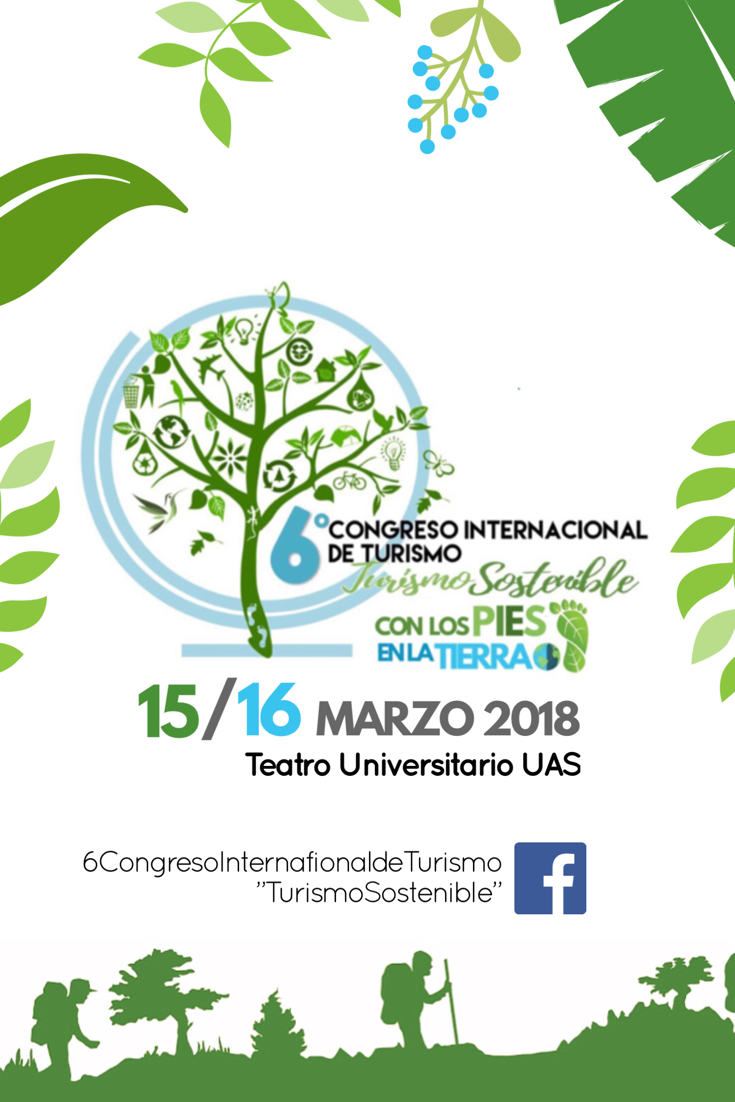 6° CONGRESO INTERNACIONAL
DE TURISMO
Turismo Sostenible
CON LOS PIES
EN LA TIERRA
15/16 MARZO 2018
Teatro Universitario UAS
6CongresoInternafionaldeTurismo
"TurismoSostenible"
f